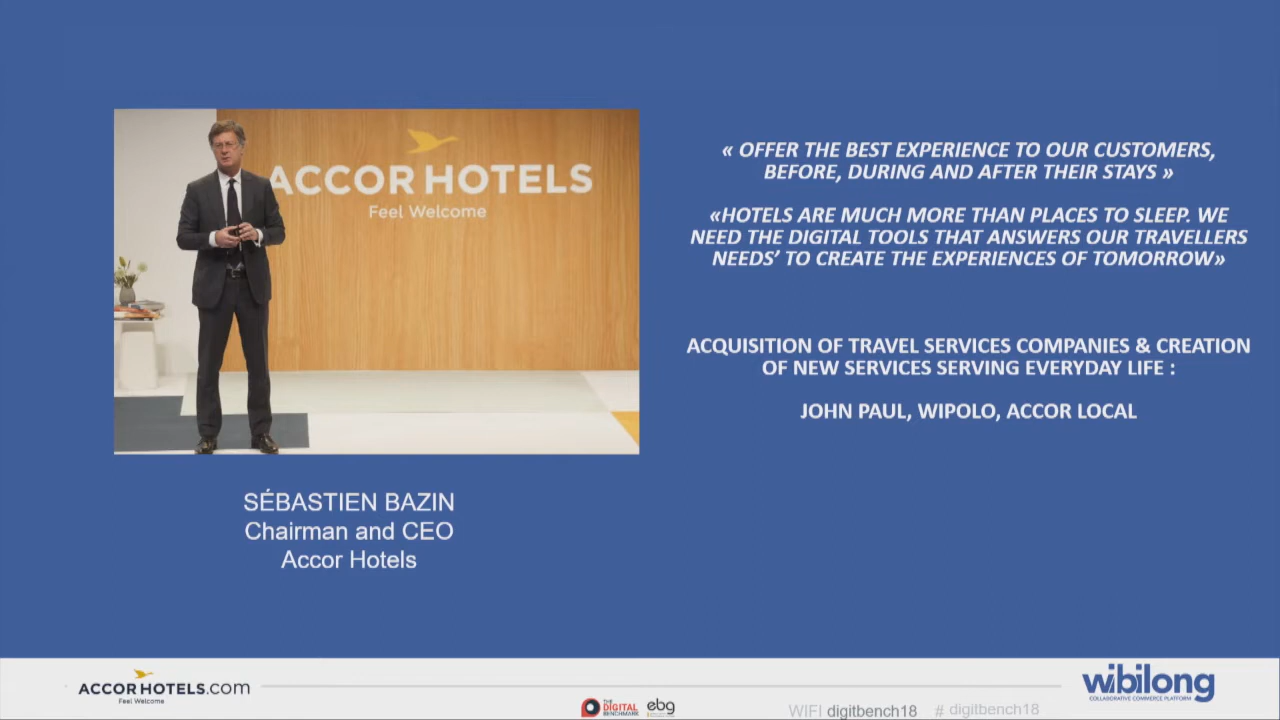 ACCOR HOTELS
Feel Welcome
« OFFER THE BEST EXPERIENCE TO OUR CUSTOMERS,
BEFORE, DURING AND AFTER THEIR STAYS »
«HOTELS ARE MUCH MORE THAN PLACES TO SLEEP. WE
NEED THE DIGITAL TOOLS THAT ANSWERS OUR TRAVELLERS
NEEDS' TO CREATE THE EXPERIENCES OF TOMORROW»
ACQUISITION OF TRAVEL SERVICES COMPANIES & CREATION
OF NEW SERVICES SERVING EVERYDAY LIFE :
JOHN PAUL, WIPOLO, ACCOR LOCAL
SÉBASTIEN BAZIN
Chairman and CEO
Accor Hotels
ACCOR HOTELS.com
Feel Welcome
THE
DIGITAL
BENCHMARK
ebg
WIFI digitbench18 # digitbench18
wibilong
COLLABORATIVE COMMERCE PLATFORM